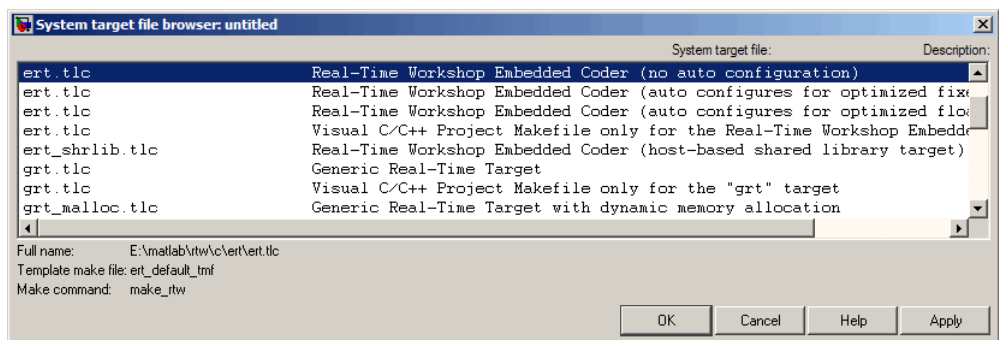 System target file browser: untitled
System target file: Description:
ert.tlc Real-Time Workshop Embedded Coder (no auto configuration)
ert.tlc Real-Time Workshop Embedded Coder (auto configures for optimized fixe
ert.tlc Real-Time Workshop Embedded Coder (auto configures for optimized floa
ert.tlc Visual C/C++ Project Makefile only for the Real-Time Workshop Embedde
ert_shrlib.tlc Real-Time Workshop Embedded Coder (host-based shared library target)
grt.tlc Generic Real-Time Target
grt.tlc Visual C/C++ Project Makefile only for the "grt" target
grt_malloc.tlc Generic Real-Time Target with dynamic memory allocation
Full name: E:\matlab\rtw\c\ert\ert.tlc
Template make file: ert_default_tmf
Make command: make_rtw
OK Cancel Help Apply